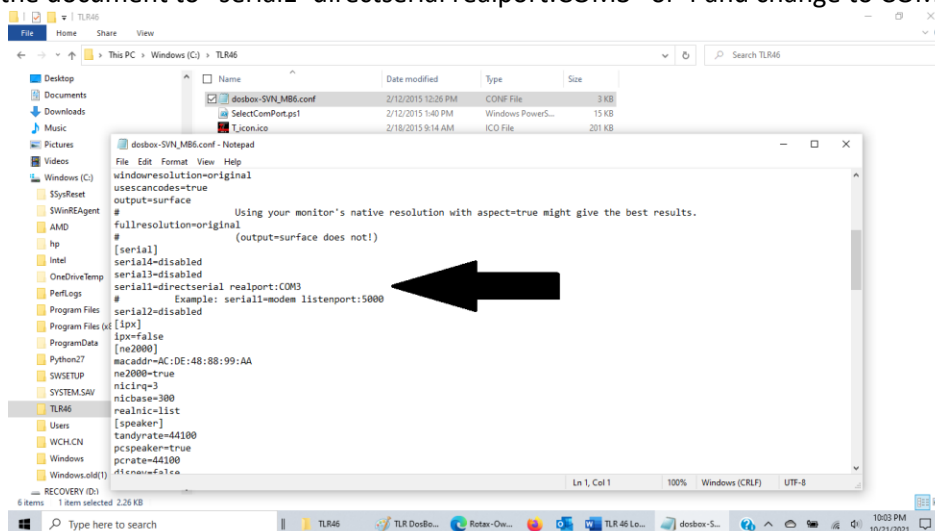 the document to "serial1=directserial realport:COM3" or 4 and change to COM
TLR46
File Home Share View
This PC > Windows (C:) > TLR46
Search TLR46
Name Date modified Type Size
dosbox-SVN_MB6.conf 2/12/2015 12:26 PM CONF File 3 KB
SelectComPort.ps1 2/12/2015 1:40 PM Windows PowerS... 15 KB
T_icon.ico 2/18/2015 9:14 AM ICO File 201 KB
Desktop
Documents
Downloads
Music
Pictures
Videos
Windows (C:)
$SysReset
$WinREAgent
AMD
hp
Intel
OneDriveTemp
PerfLogs
Program Files
Program Files (x8
ProgramData
Python27
SWSETUP
SYSTEM.SAV
TLR46
Users
WCH.CN
Windows
Windows.old(1)
RECOVERY (D:)
dosbox-SVN_MB6.conf - Notepad
File Edit Format View Help
windowresolution=original
usescancodes=true
output=surface
# Using your monitor's native resolution with aspect=true might give the best results.
fullresolution=original
# (output=surface does not!)
[serial]
serial4=disabled
serial3=disabled
serial1=directserial realport:COM3
# Example: serial1=modem listenport:5000
serial2=disabled
[ipx]
ipx=false
[ne2000]
macaddr=AC:DE:48:88:99:AA
ne2000=true
nicirq=3
nicbase=300
realnic=list
[speaker]
tandyrate=44100
pcspeaker=true
pcrate=44100
disney=false
Ln 1, Col 1 100% Windows (CRLF) UTF-8
6 items 1 item selected 2.26 KB
Type here to search
TLR46 TLR DosBo... Rotax-Ow... TLR 46 Lo... dosbox-S...
10:03 PM
10/21/2021